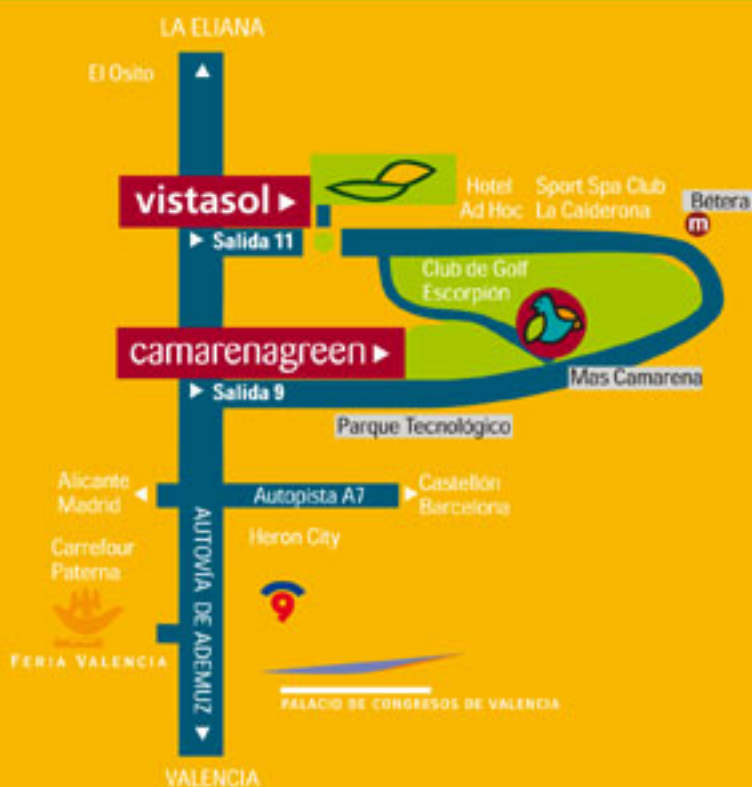 LA ELIANA
El Osito
vistasol
Hotel
Ad Hoc
Sport Spa Club
La Calderona
Bétera
m
Salida 11
Club de Golf
Escorpión
camarenagreen
Mas Camarena
Salida 9
Parque Tecnológico
Alicante
Madrid
Autopista A7
Castellón
Barcelona
Heron City
Carrefour
Paterna
9
AUTOVÍA DE ADEMUZ
FERIA VALENCIA
PALACIO DE CONGRESOS DE VALENCIA
VALENCIA